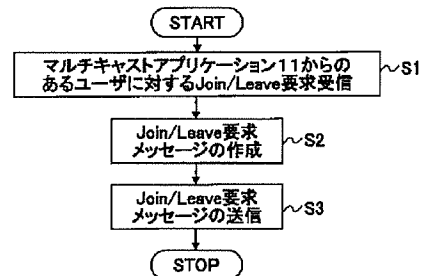 START
マルチキャストアプリケーション11からの
あるユーザに対するJoin/Leave要求受信
S1
Join/Leave要求
メッセージの作成
S2
Join/Leave要求
メッセージの送信
S3
STOP